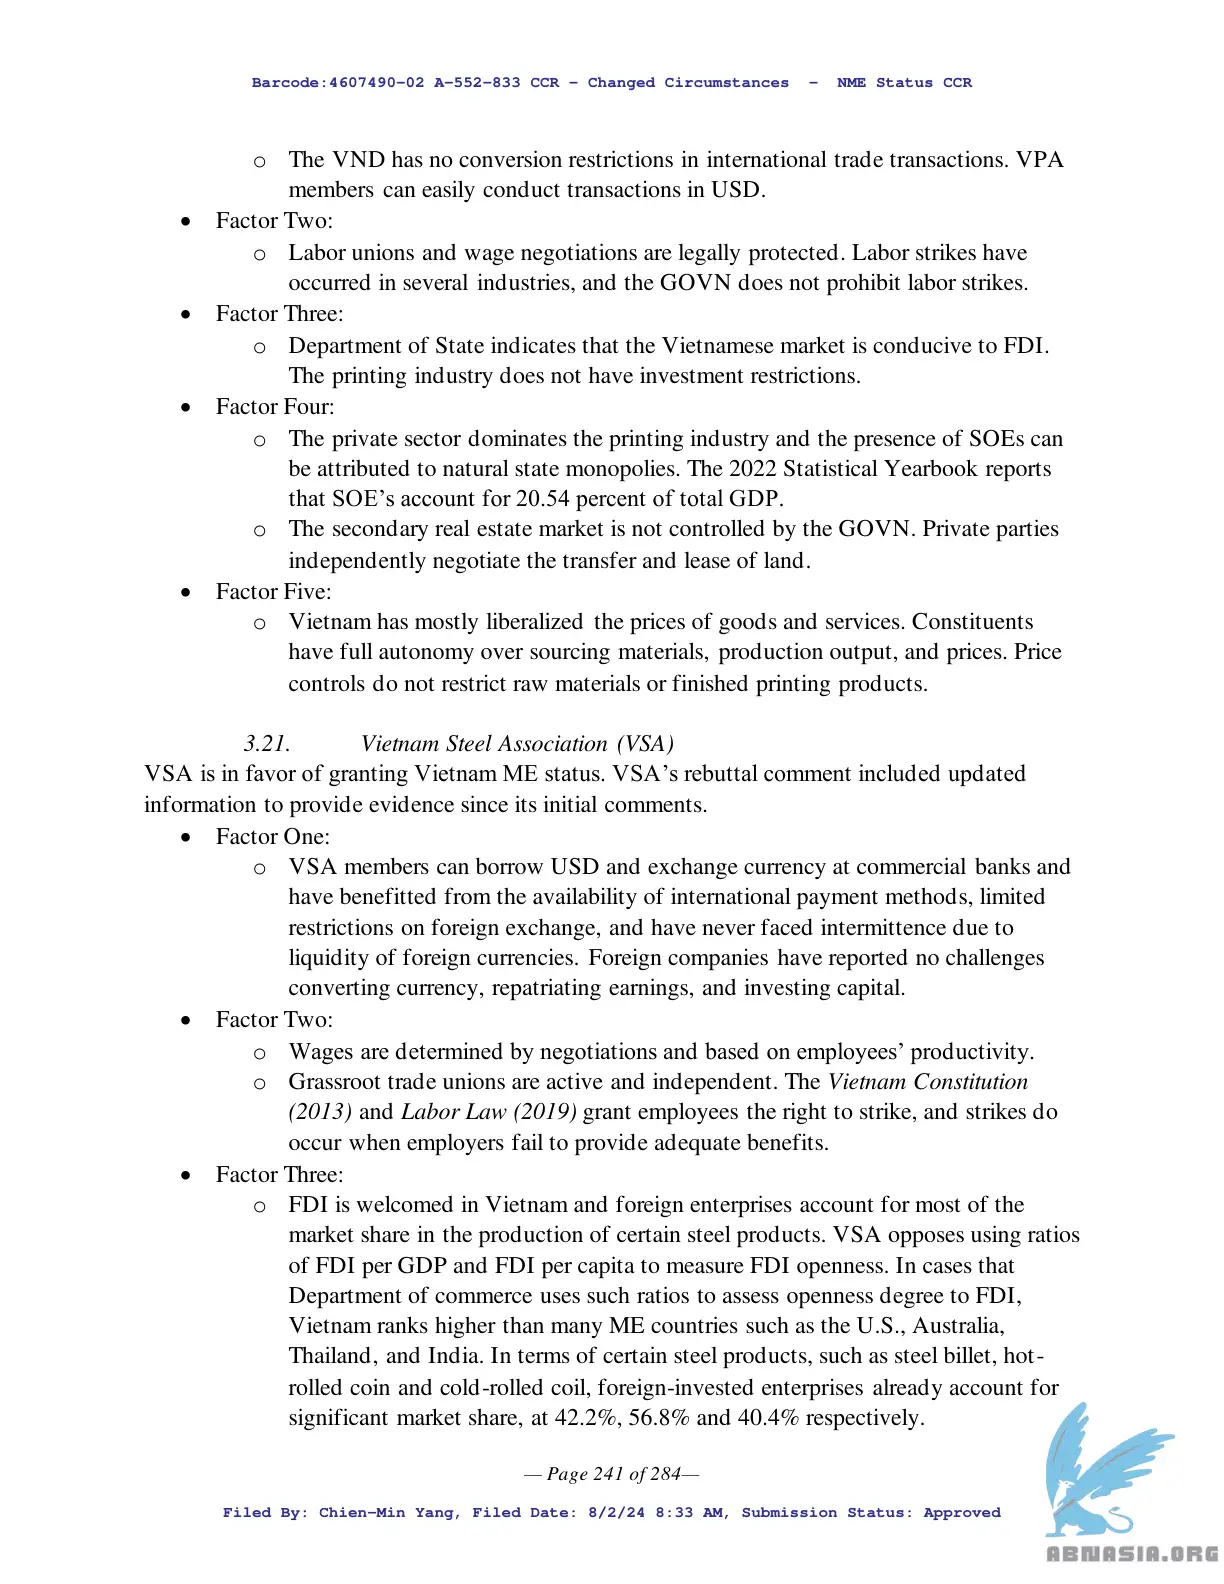 Barcode:4607490-02 A-552-833 CCR - Changed Circumstances  -  NME Status CCR
o The VND has no conversion restrictions in international trade transactions. VPA
members can easily conduct transactions in USD.
• Factor Two:
o Labor unions and wage negotiations are legally protected. Labor strikes have
occurred in several industries, and the GOVN does not prohibit labor strikes.
• Factor Three:
o Department of State indicates that the Vietnamese market is conducive to FDI.
The printing industry does not have investment restrictions.
• Factor Four:
o The private sector dominates the printing industry and the presence of SOEs can
be attributed to natural state monopolies. The 2022 Statistical Yearbook reports
that SOE’s account for 20.54 percent of total GDP.
o The secondary real estate market is not controlled by the GOVN. Private parties
independently negotiate the transfer and lease of land.
• Factor Five:
o Vietnam has mostly liberalized the prices of goods and services. Constituents
have full autonomy over sourcing materials, production output, and prices. Price
controls do not restrict raw materials or finished printing products.
3.21. Vietnam Steel Association (VSA)
VSA is in favor of granting Vietnam ME status. VSA’s rebuttal comment included updated
information to provide evidence since its initial comments.
• Factor One:
o VSA members can borrow USD and exchange currency at commercial banks and
have benefitted from the availability of international payment methods, limited
restrictions on foreign exchange, and have never faced intermittence due to
liquidity of foreign currencies. Foreign companies have reported no challenges
converting currency, repatriating earnings, and investing capital.
• Factor Two:
o Wages are determined by negotiations and based on employees’ productivity.
o Grassroot trade unions are active and independent. The Vietnam Constitution
(2013) and Labor Law (2019) grant employees the right to strike, and strikes do
occur when employers fail to provide adequate benefits.
• Factor Three:
o FDI is welcomed in Vietnam and foreign enterprises account for most of the
market share in the production of certain steel products. VSA opposes using ratios
of FDI per GDP and FDI per capita to measure FDI openness. In cases that
Department of commerce uses such ratios to assess openness degree to FDI,
Vietnam ranks higher than many ME countries such as the U.S., Australia,
Thailand, and India. In terms of certain steel products, such as steel billet, hot-
rolled coin and cold-rolled coil, foreign-invested enterprises already account for
significant market share, at 42.2%, 56.8% and 40.4% respectively.
— Page 241 of 284—
Filed By: Chien-Min Yang, Filed Date: 8/2/24 8:33 AM, Submission Status: Approved
ABNASIA.ORG